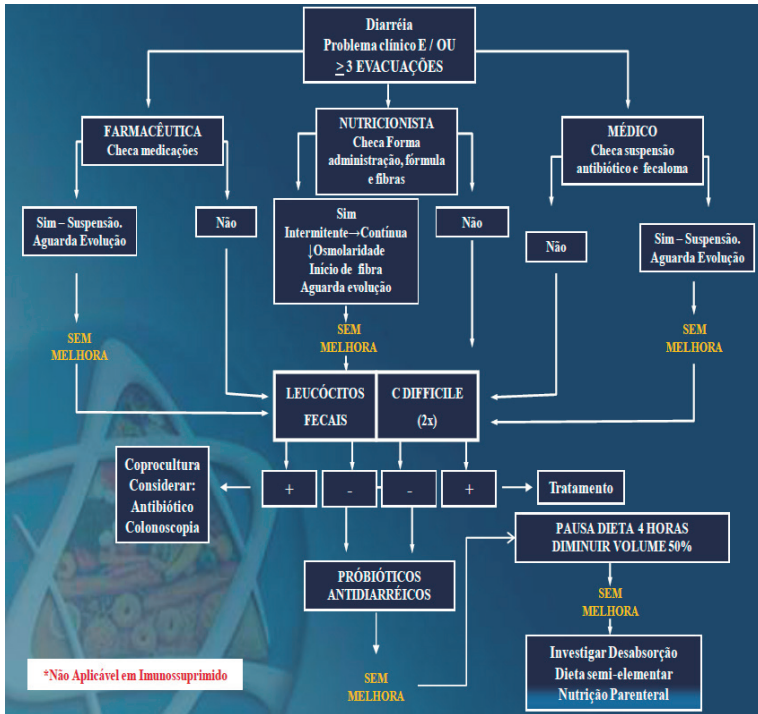 Diarréia
Problema clínico E / OU
> 3 EVACUAÇÕES
FARMACÊUTICA
Checa medicações
NUTRICIONISTA
Checa Forma
administração, fórmula
e fibras
MÉDICO
Checa suspensão
antibiótico e fecaloma
Sim – Suspensão.
Aguarda Evolução
Não
Sim
Intermitente→Contínua
↓Osmolaridade
Início de fibra
Aguarda evolução
Não
Não
Sim – Suspensão.
Aguarda Evolução
SEM
MELHORA
SEM
MELHORA
SEM
MELHORA
LEUCÓCITOS
FECAIS
C DIFFICILE
(2x)
Coprocultura
Considerar:
Antibiótico
Colonoscopia
+
-
-
+
Tratamento
PAUSA DIETA 4 HORAS
DIMINUIR VOLUME 50%
PRÓBIÓTICOS
ANTIDIARRÉICOS
SEM
MELHORA
Investigar Desabsorção
Dieta semi-elementar
Nutrição Parenteral
*Não Aplicável em Imunossuprimido
SEM
MELHORA